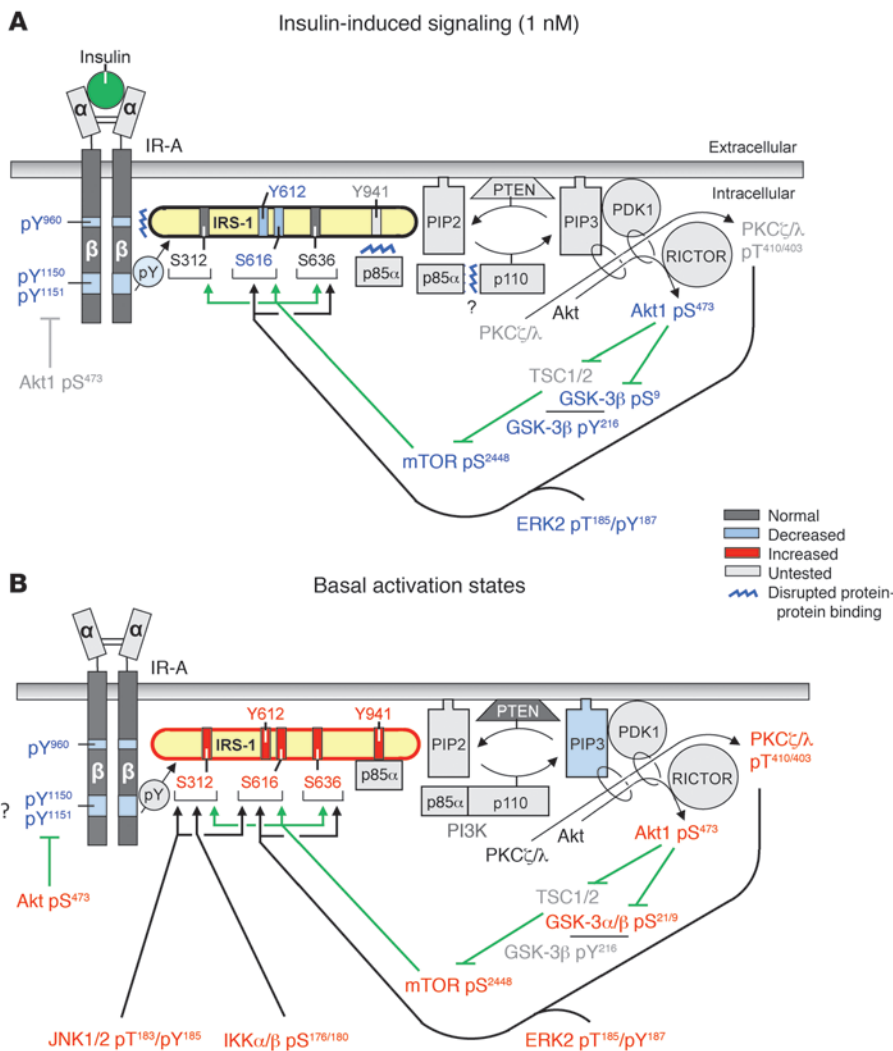 A
Insulin-induced signaling (1 nM)
Insulin
α
α
IR-A
Extracellular
Intracellular
pY960
β
β
pY1150
pY1151
pY
Akt1 pS473
IRS-1
Y612
Y941
S312
S616
S636
p85α
PIP2
PTEN
PIP3
PDK1
RICTOR
p85α
p110
?
PKCζ/λ
Akt
PKCζ/λ
pT410/403
Akt1 pS473
TSC1/2
GSK-3β pS9
GSK-3β pY216
mTOR pS2448
ERK2 pT185/pY187
Normal
Decreased
Increased
Untested
Disrupted protein-
protein binding
B
Basal activation states
α
α
IR-A
pY960
β
β
?
pY1150
pY1151
pY
Akt pS473
IRS-1
Y612
Y941
S312
S616
S636
p85α
PIP2
PTEN
PIP3
PDK1
RICTOR
p85α
p110
PI3K
PKCζ/λ
Akt
PKCζ/λ
pT410/403
Akt1 pS473
TSC1/2
GSK-3α/β pS21/9
GSK-3β pY216
mTOR pS2448
JNK1/2 pT183/pY185
IKKα/β pS176/180
ERK2 pT185/pY187